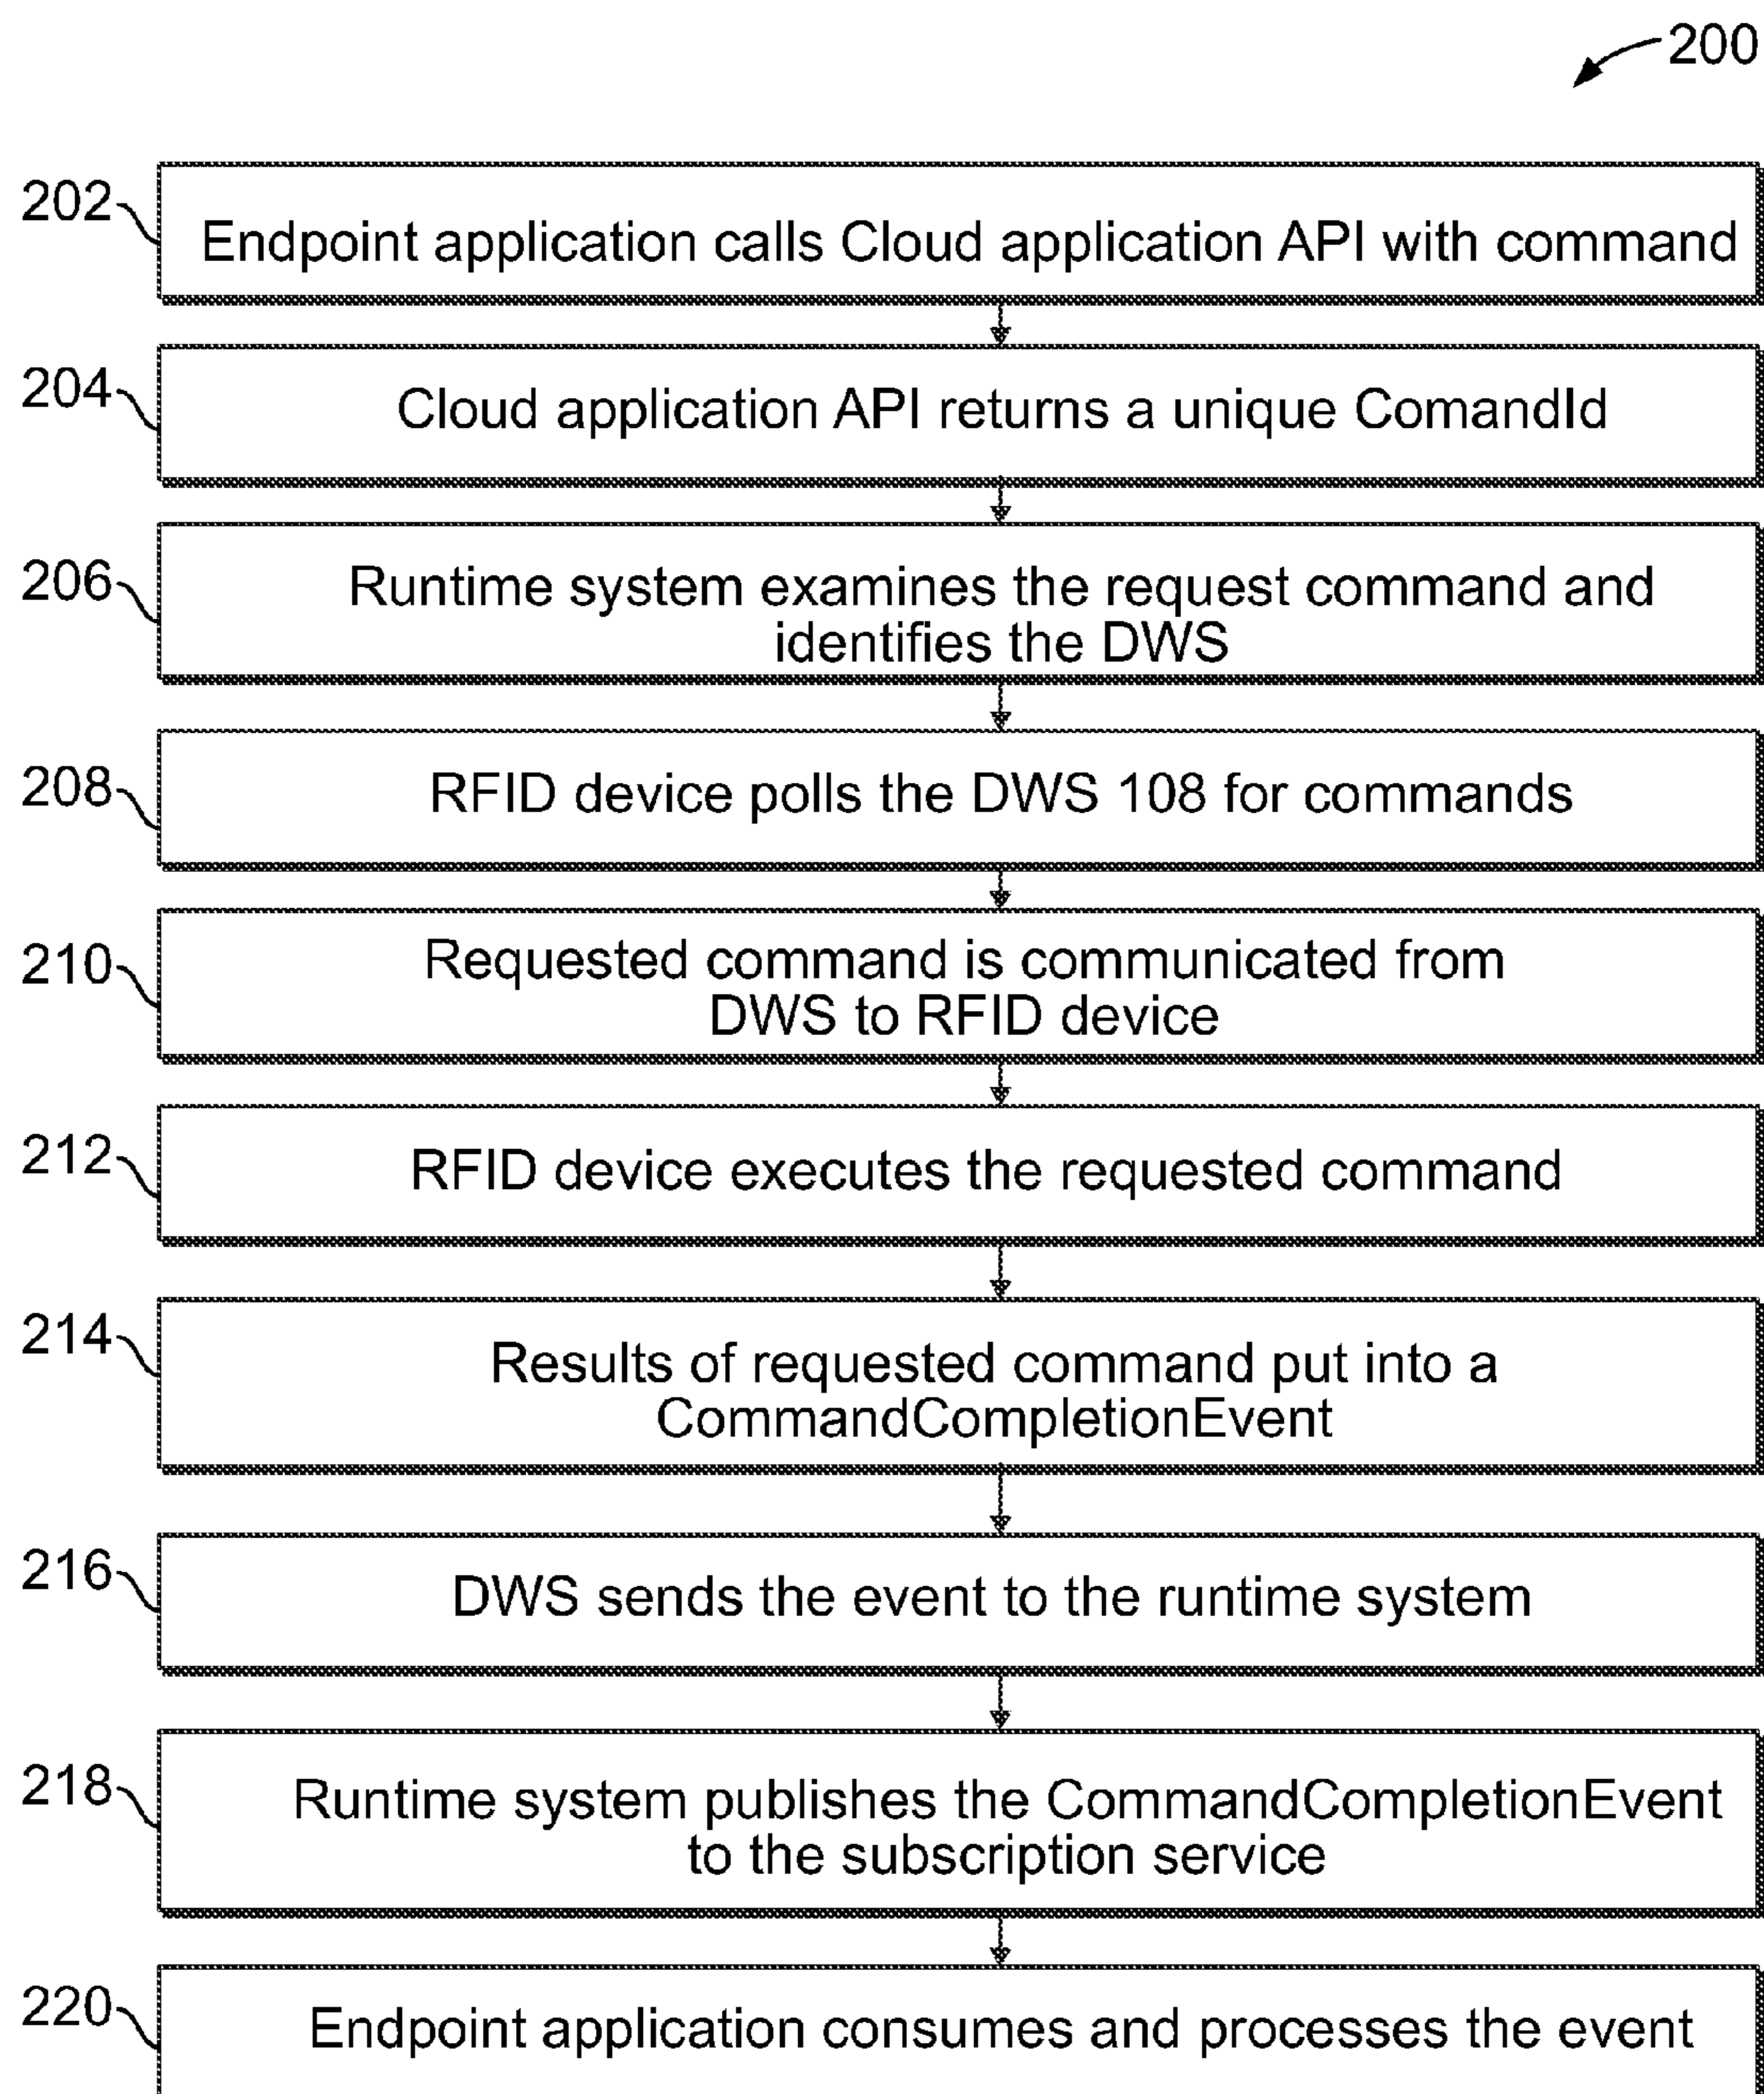 200
202
Endpoint application calls Cloud application API with command
204
Cloud application API returns a unique ComandId
206
Runtime system examines the request command and
identifies the DWS
208
RFID device polls the DWS 108 for commands
210
Requested command is communicated from
DWS to RFID device
212
RFID device executes the requested command
214
Results of requested command put into a
CommandCompletionEvent
216
DWS sends the event to the runtime system
218
Runtime system publishes the CommandCompletionEvent
to the subscription service
220
Endpoint application consumes and processes the event